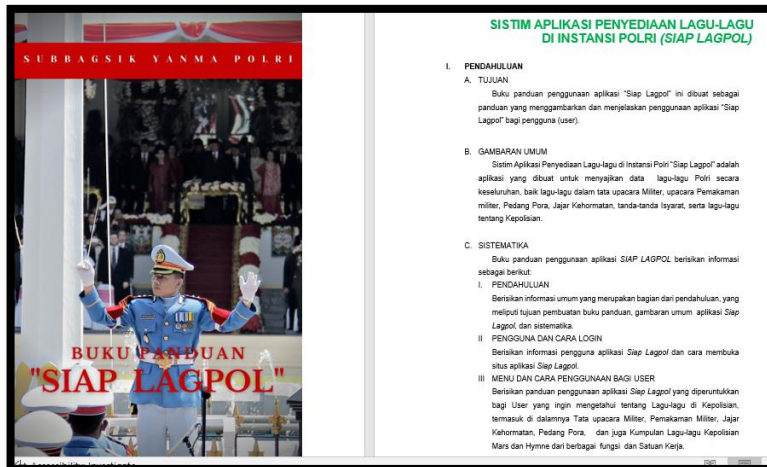 SUBBAGSIK YANMA POLRI
BUKU PANDUAN
"SIAP LAGPOL"
SISTIM APLIKASI PENYEDIAAN LAGU-LAGU
DI INSTANSI POLRI (SIAP LAGPOL)
I. PENDAHULUAN
A. TUJUAN
Buku panduan penggunaan aplikasi “Siap Lagpol” ini dibuat sebagai
panduan yang menggambarkan dan menjelaskan penggunaan aplikasi “Siap
Lagpol” bagi pengguna (user).
B. GAMBARAN UMUM
Sistim Aplikasi Penyediaan Lagu-lagu di Instansi Polri “Siap Lagpol” adalah
aplikasi yang dibuat untuk menyajikan data lagu-lagu Polri secara
keseluruhan, baik lagu-lagu dalam tata upacara Militer, upacara Pemakaman
militer, Pedang Pora, Jajar Kehormatan, tanda-tanda Isyarat, serta lagu-lagu
tentang Kepolisian.
C. SISTEMATIKA
Buku panduan penggunaan aplikasi SIAP LAGPOL berisikan informasi
sebagai berikut:
I. PENDAHULUAN
Berisikan informasi umum yang merupakan bagian dari pendahuluan, yang
meliputi tujuan pembuatan buku panduan, gambaran umum aplikasi Siap
Lagpol, dan sistematika.
II PENGGUNA DAN CARA LOGIN
Berisikan informasi pengguna aplikasi Siap Lagpol dan cara membuka
situs aplikasi Siap Lagpol.
III MENU DAN CARA PENGGUNAAN BAGI USER
Berisikan panduan penggunaan aplikasi Siap Lagpol yang diperuntukkan
bagi User yang ingin mengetahui tentang Lagu-lagu di Kepolisian,
termasuk di dalamnya Tata upacara Militer, Pemakaman Militer, Jajar
Kehormatan, Pedang Pora, dan juga Kumpulan Lagu-lagu Kepolisian
Mars dan Hymne dari berbagai fungsi dan Satuan Kerja.